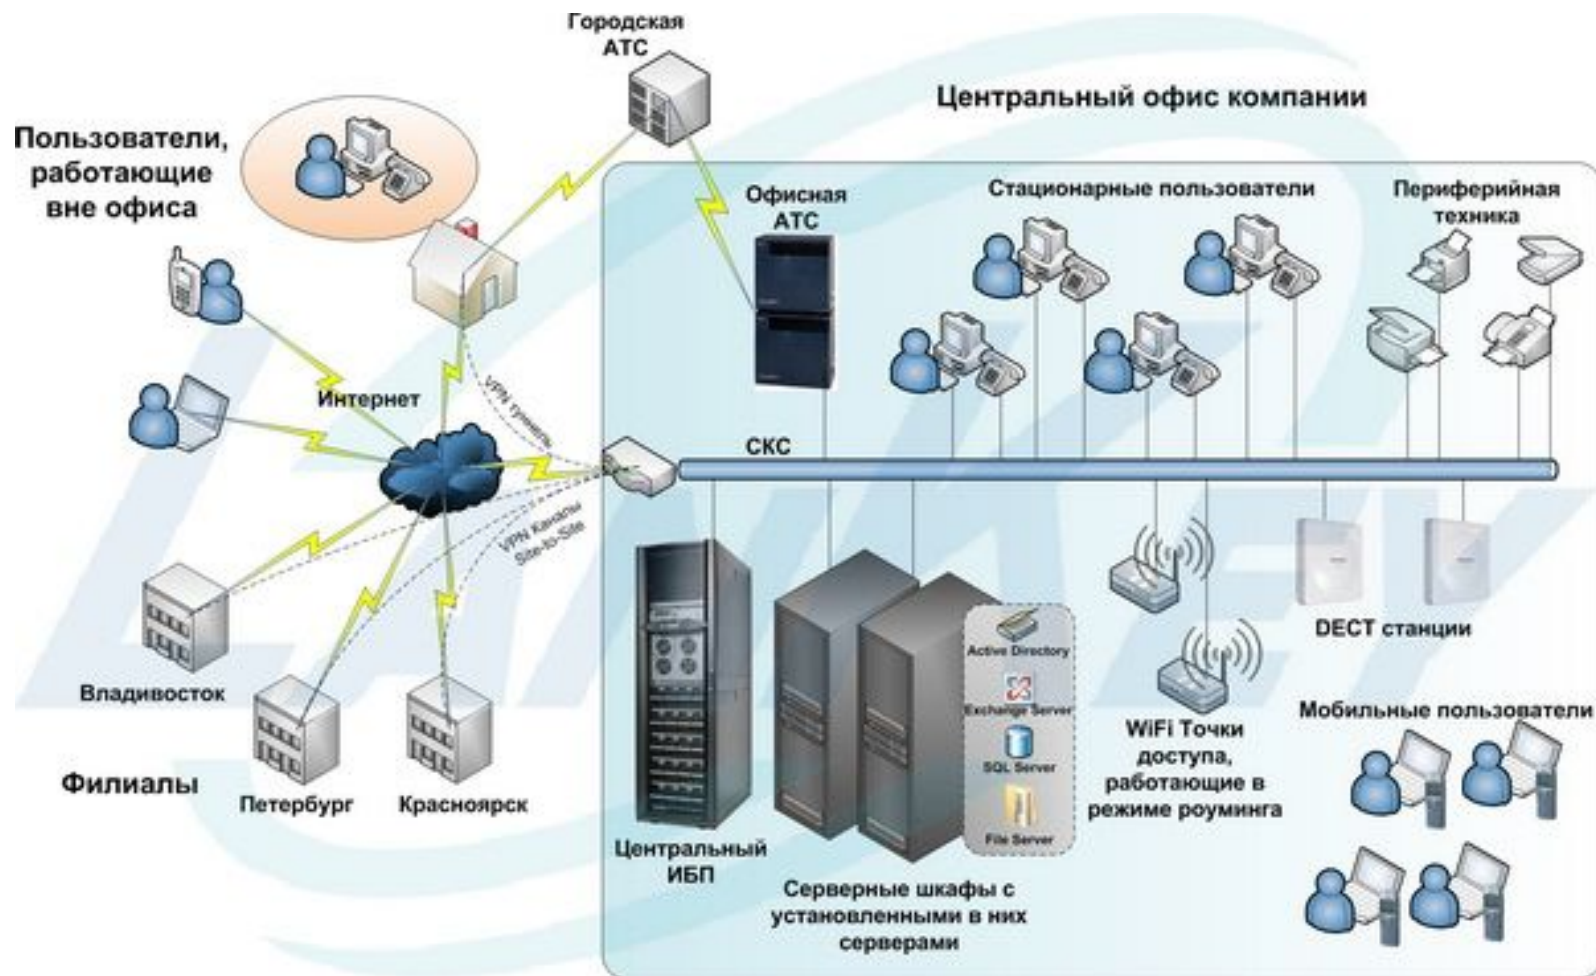 Городская
АТС
Центральный офис компании
Пользователи,
работающие
вне офиса
Офисная
АТС
Стационарные пользователи
Периферийная
техника
Интернет
VPN туннель
СКС
VPN Каналы
Site-to-Site
Владивосток
Филиалы
Петербург
Красноярск
Центральный
ИБП
Серверные шкафы с
установленными в них
серверами
Active Directory
Exchange Server
SQL Server
File Server
WiFi Точки
доступа,
работающие в
режиме роуминга
DECT станции
Мобильные пользователи
LANKEY